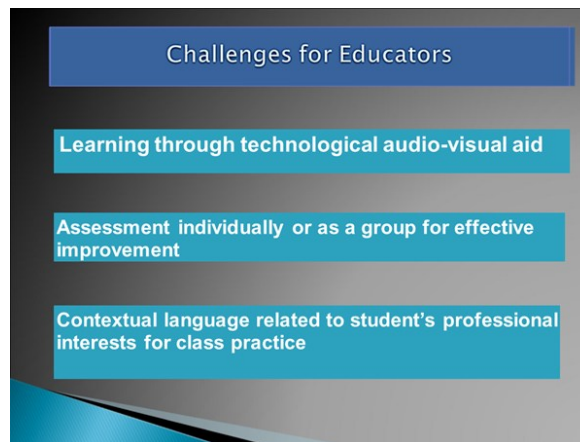 Challenges for Educators
Learning through technological audio-visual aid
Assessment individually or as a group for effective
improvement
Contextual language related to student’s professional
interests for class practice